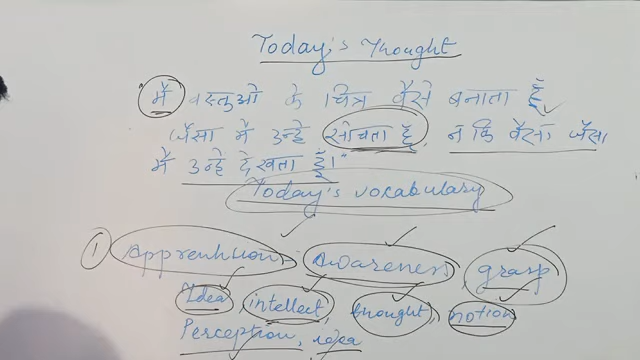 Today's Thought
मैं वस्तुओ के चित्र वैसे बनाता हूँ
जैसा मैं उन्हे सोचता हूँ, न कि वैसा जैसा
मैं उन्हे देखता हूँ।"
Today's vocabulary
① Awareness, grasp
Idea, intellect, thought, notion
Perception, idea